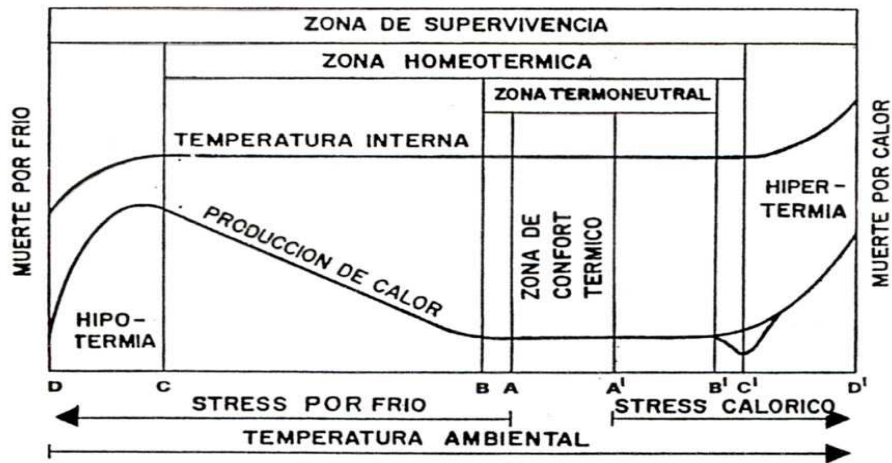 ZONA DE SUPERVIVENCIA
ZONA HOMEOTERMICA
ZONA TERMONEUTRAL
MUERTE POR FRIO
TEMPERATURA INTERNA
PRODUCCION DE CALOR
ZONA DE
CONFORT
TERMICO
HIPER-
TERMIA
MUERTE POR CALOR
HIPO-
TERMIA
D C B A A' B' C' D'
STRESS POR FRIO
STRESS CALORICO
TEMPERATURA AMBIENTAL